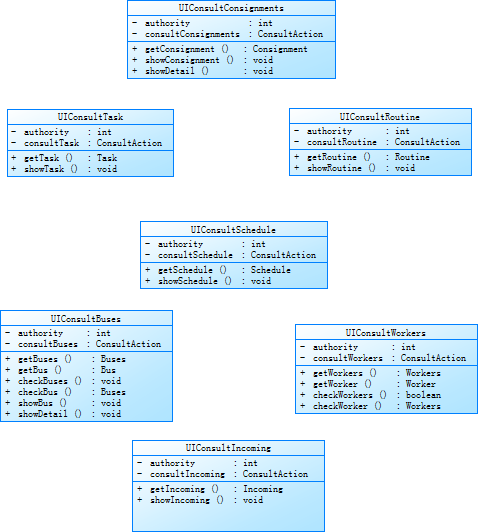 UIConsultConsignments
- authority : int
- consultConsignments : ConsultAction
+ getConsignment () : Consignment
+ showConsignment () : void
+ showDetail () : void
UIConsultTask
- authority : int
- consultTask : ConsultAction
+ getTask () : Task
+ showTask () : void
UIConsultRoutine
- authority : int
- consultRoutine : ConsultAction
+ getRoutine () : Routine
+ showRoutine () : void
UIConsultSchedule
- authority : int
- consultSchedule : ConsultAction
+ getSchedule () : Schedule
+ showSchedule () : void
UIConsultBuses
- authority : int
- consultBuses : ConsultAction
+ getBuses () : Buses
+ getBus () : Bus
+ checkBuses () : void
+ checkBus () : Buses
+ showBus () : void
+ showDetail () : void
UIConsultWorkers
- authority : int
- consultWorkers : ConsultAction
+ getWorkers () : Workers
+ getWorker () : Worker
+ checkWorkers () : boolean
+ checkWorker () : Workers
UIConsultIncoming
- authority : int
- consultIncoming : ConsultAction
+ getIncoming () : Incoming
+ showIncoming () : void